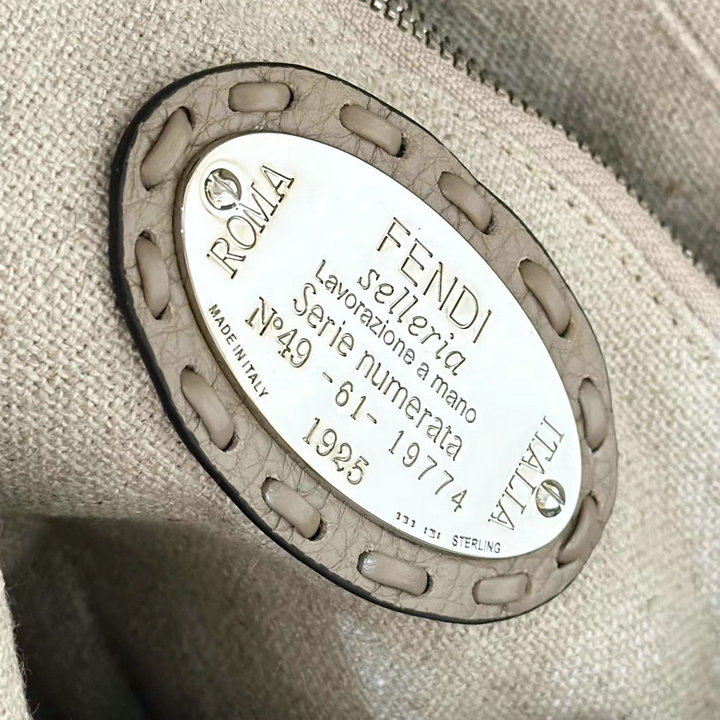 ROMA
FENDI
selleria
Lavorazione a mano
Serie numerata
Nº49 -61- 19774
1925
MADE IN ITALY
STERLING
ITALIA